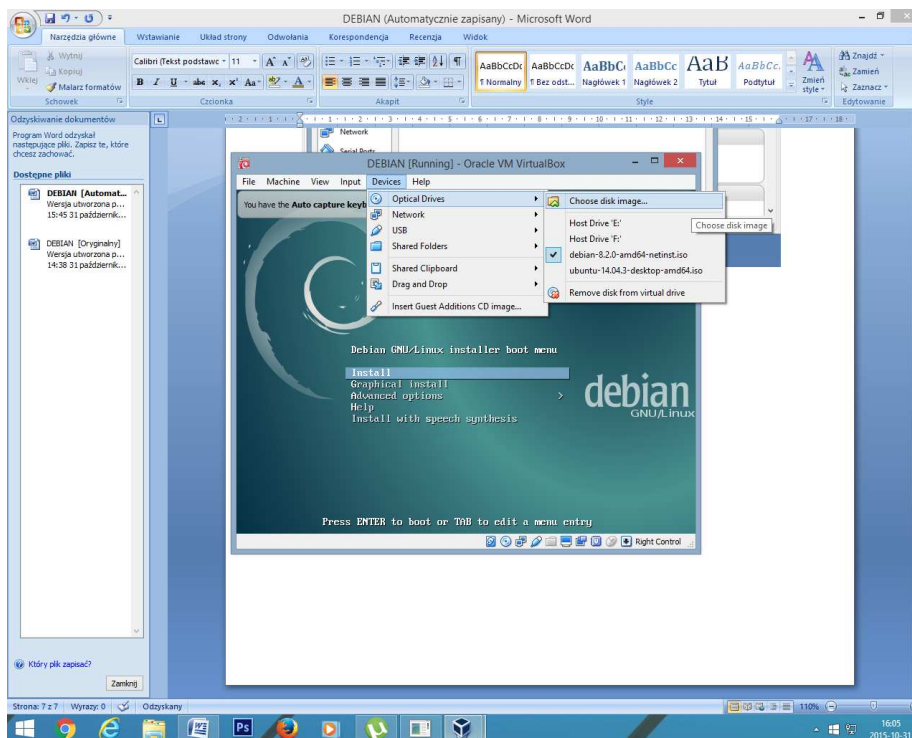 DEBIAN (Automatycznie zapisany) - Microsoft Word
Narzędzia główne Wstawianie Układ strony Odwołania Korespondencja Recenzja Widok
Wklej
Wytnij
Kopiuj
Malarz formatów
Schowek
Calibri (Tekst podstawc 11
Czcionka
Akapit
AaBbCcDc AaBbCcDc AaBbCc AaBbCc AaB AaBbCc.
¶ Normalny ¶ Bez odst... Nagłówek 1 Nagłówek 2 Tytuł Podtytuł
Zmień style
Style
Znajdź
Zamień
Zaznacz
Edytowanie
Odzyskiwanie dokumentów
Program Word odzyskał
następujące pliki. Zapisz te, które
chcesz zachować.
Dostępne pliki
DEBIAN [Automat...
Wersja utworzona p...
15:45 31 październik...
DEBIAN [Oryginalny]
Wersja utworzona p...
14:38 31 październik...
Który plik zapisać?
Zamknij
Network
Serial Ports
DEBIAN [Running] - Oracle VM VirtualBox
File Machine View Input Devices Help
You have the Auto capture keyb
Optical Drives
Network
USB
Shared Folders
Shared Clipboard
Drag and Drop
Insert Guest Additions CD image...
Choose disk image...
Host Drive 'E:'
Host Drive 'F:'
debian-8.2.0-amd64-netinst.iso
ubuntu-14.04.3-desktop-amd64.iso
Remove disk from virtual drive
Choose disk image
Debian GNU/Linux installer boot menu
Install
Graphical install
Advanced options >
Help
Install with speech synthesis
debian
GNU/Linux
Press ENTER to boot or TAB to edit a menu entry
Right Control
Strona: 7 z 7 Wyrazy: 0 Odzyskany 110%
Ps
16:05
2015-10-31